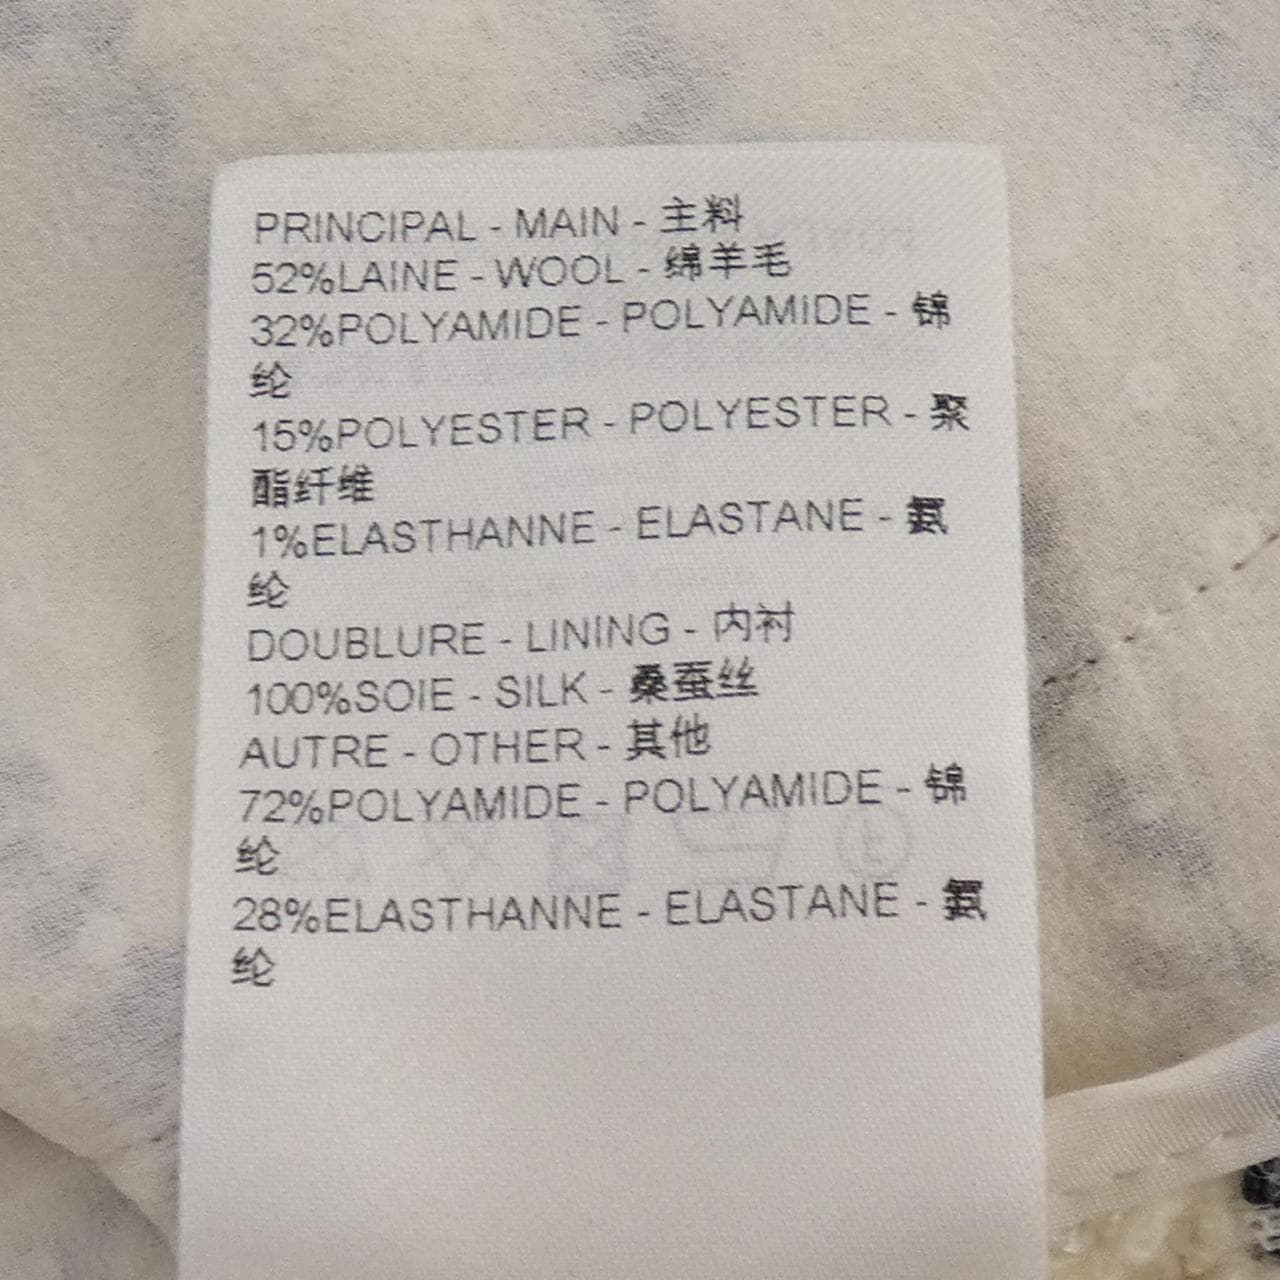 PRINCIPAL - MAIN - 主料
52%LAINE - WOOL - 绵羊毛
32%POLYAMIDE - POLYAMIDE - 锦
纶
15%POLYESTER - POLYESTER - 聚
酯纤维
1%ELASTHANNE - ELASTANE - 氨
纶
DOUBLURE - LINING - 内衬
100%SOIE - SILK - 桑蚕丝
AUTRE - OTHER - 其他
72%POLYAMIDE - POLYAMIDE - 锦
纶
28%ELASTHANNE - ELASTANE - 氨
纶